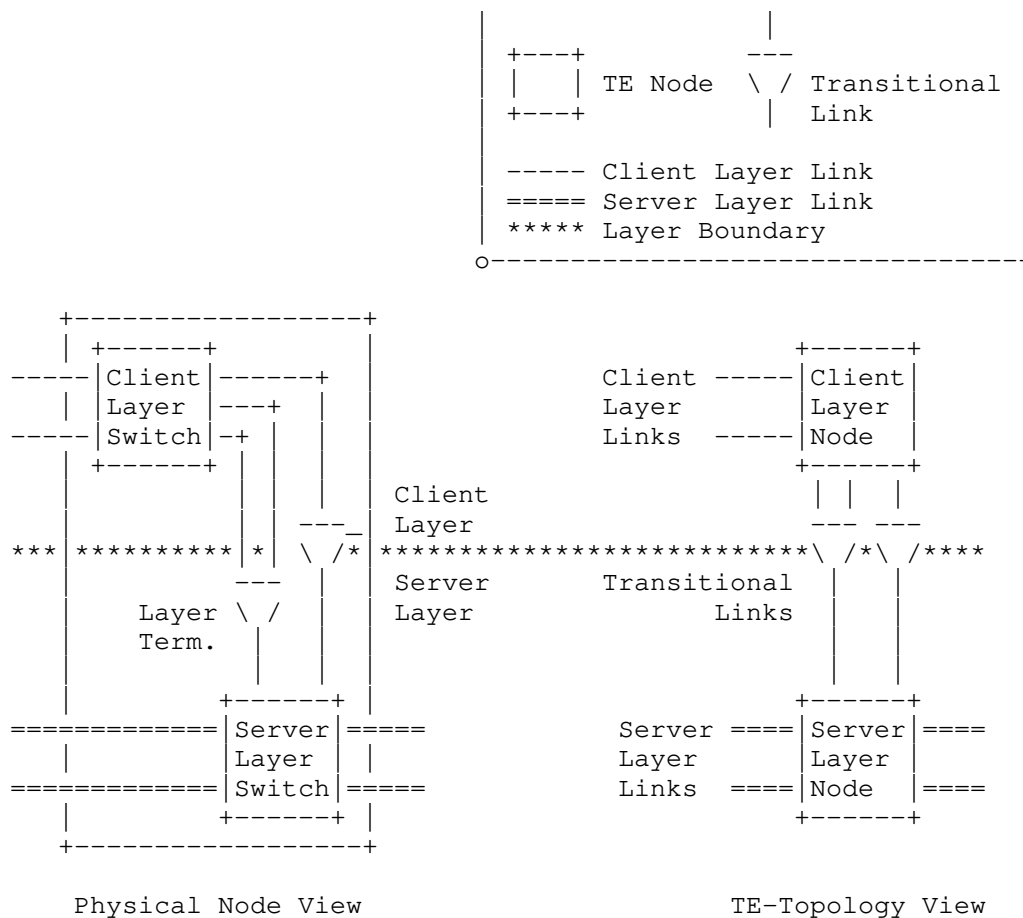 TE Node Transitional
Link
----- Client Layer Link
===== Server Layer Link
***** Layer Boundary
Client Client Client
Layer Layer Layer
Switch Links Node
Client
Layer
Server Transitional
Layer Layer Links
Term.
Server Server Server
Layer Layer Layer
Switch Links Node
Physical Node View TE-Topology View